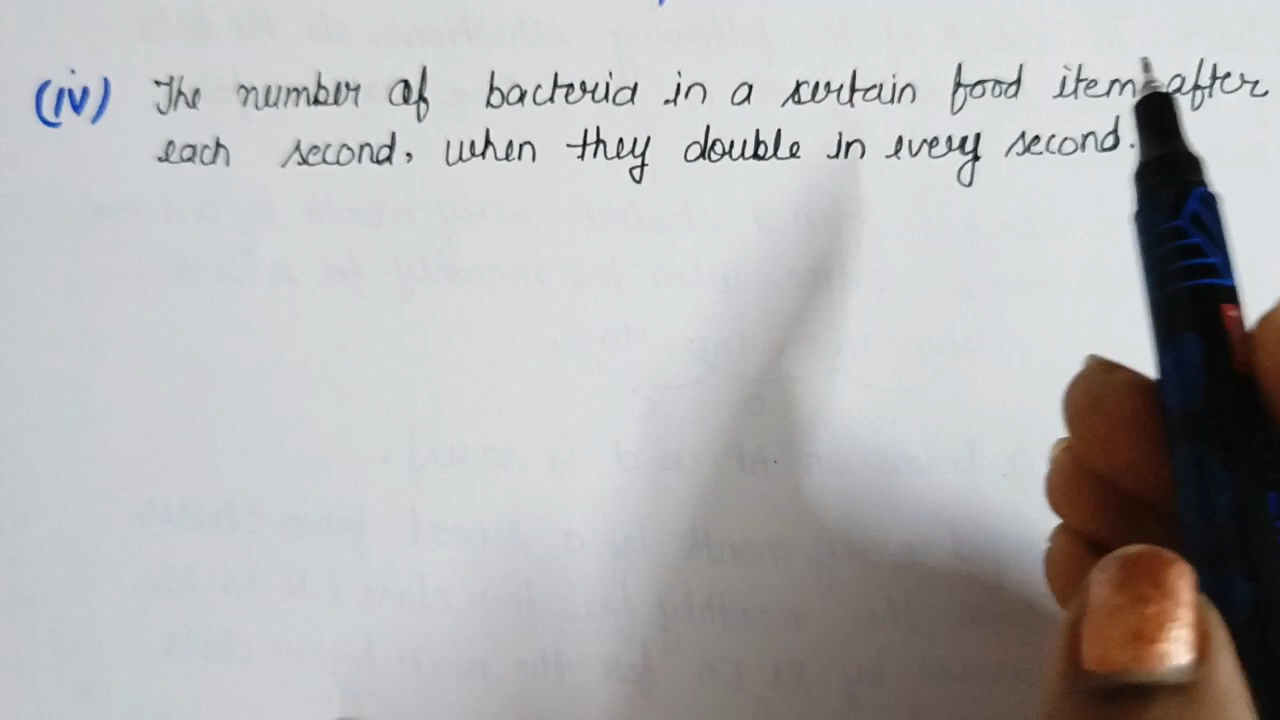 (iv) The number of bacteria in a certain food item after
each second, when they double in every second.